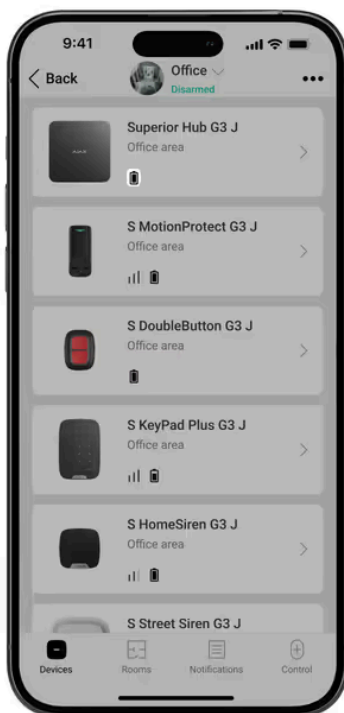 9:41
Back
Office
Disarmed
Superior Hub G3 J
Office area
AJAX
S MotionProtect G3 J
Office area
S DoubleButton G3 J
Office area
S KeyPad Plus G3 J
Office area
S HomeSiren G3 J
Office area
S Street Siren G3 J
Devices
Rooms
Notifications
Control